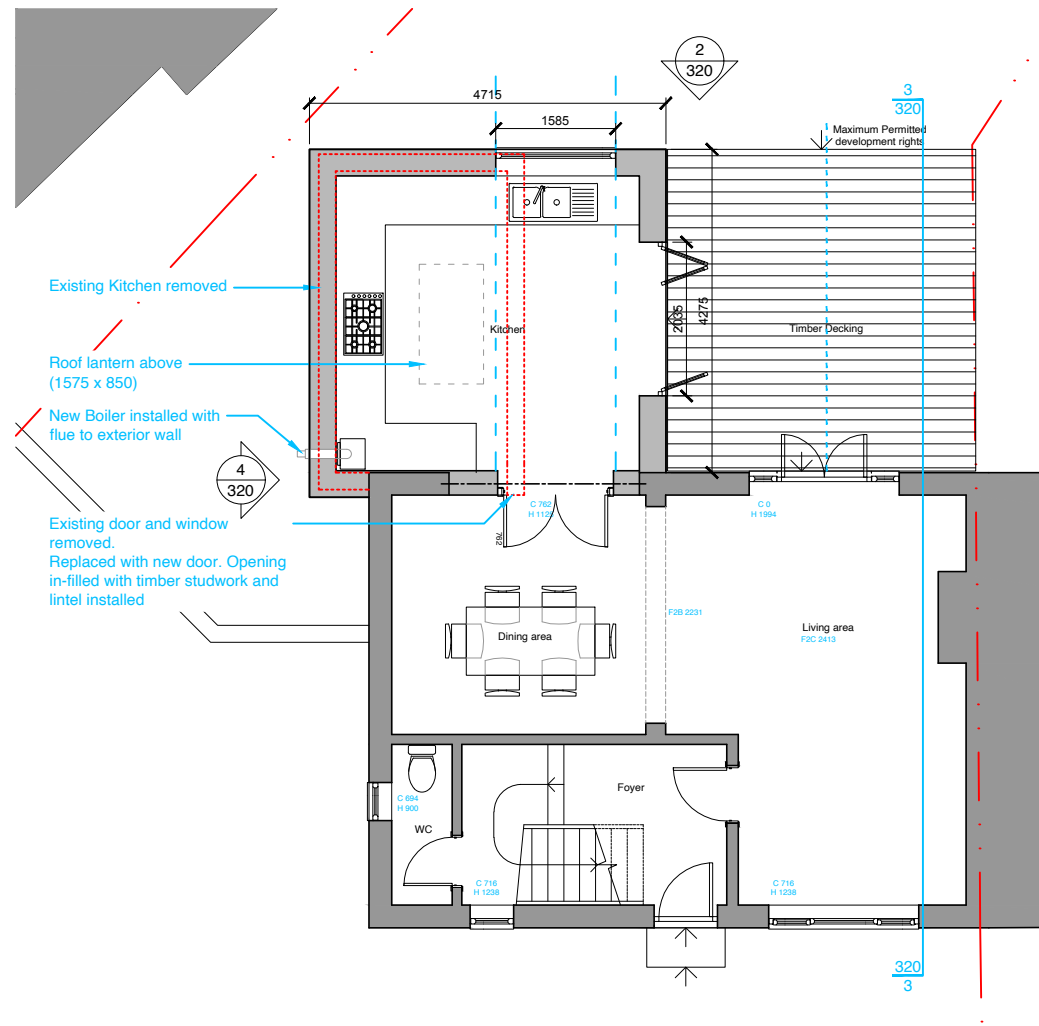 2
320
3
320
4715
1585
Maximum Permitted
development rights
Existing Kitchen removed
2035
4275
Kitchen
Timber Decking
Roof lantern above
(1575 x 850)
New Boiler installed with
flue to exterior wall
4
320
Existing door and window
removed.
Replaced with new door. Opening
in-filled with timber studwork and
lintel installed
C 762
H 1125
762
C 0
H 1994
F2B 2231
Dining area
Living area
F2C 2413
Foyer
C 694
H 900
WC
C 716
H 1238
C 716
H 1238
320
3